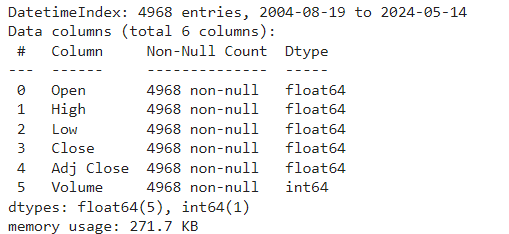 DatetimeIndex: 4968 entries, 2004-08-19 to 2024-05-14
Data columns (total 6 columns):
 #   Column     Non-Null Count  Dtype
---  ------     --------------  -----
 0   Open       4968 non-null   float64
 1   High       4968 non-null   float64
 2   Low        4968 non-null   float64
 3   Close      4968 non-null   float64
 4   Adj Close  4968 non-null   float64
 5   Volume     4968 non-null   int64
dtypes: float64(5), int64(1)
memory usage: 271.7 KB